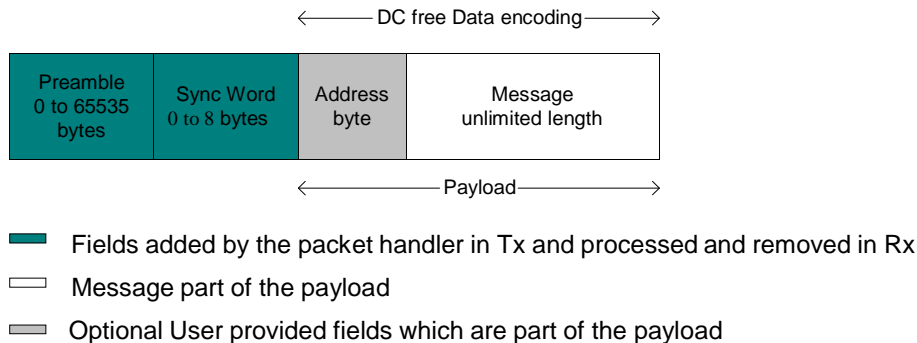 DC free Data encoding
Preamble
0 to 65535
bytes
Sync Word
0 to 8 bytes
Address
byte
Message
unlimited length
Payload
Fields added by the packet handler in Tx and processed and removed in Rx
Message part of the payload
Optional User provided fields which are part of the payload